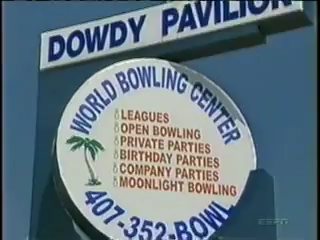 DOWDY PAVILION
WORLD BOWLING CENTER
LEAGUES
OPEN BOWLING
PRIVATE PARTIES
BIRTHDAY PARTIES
COMPANY PARTIES
MOONLIGHT BOWLING
407-352-BOWL
ESPN